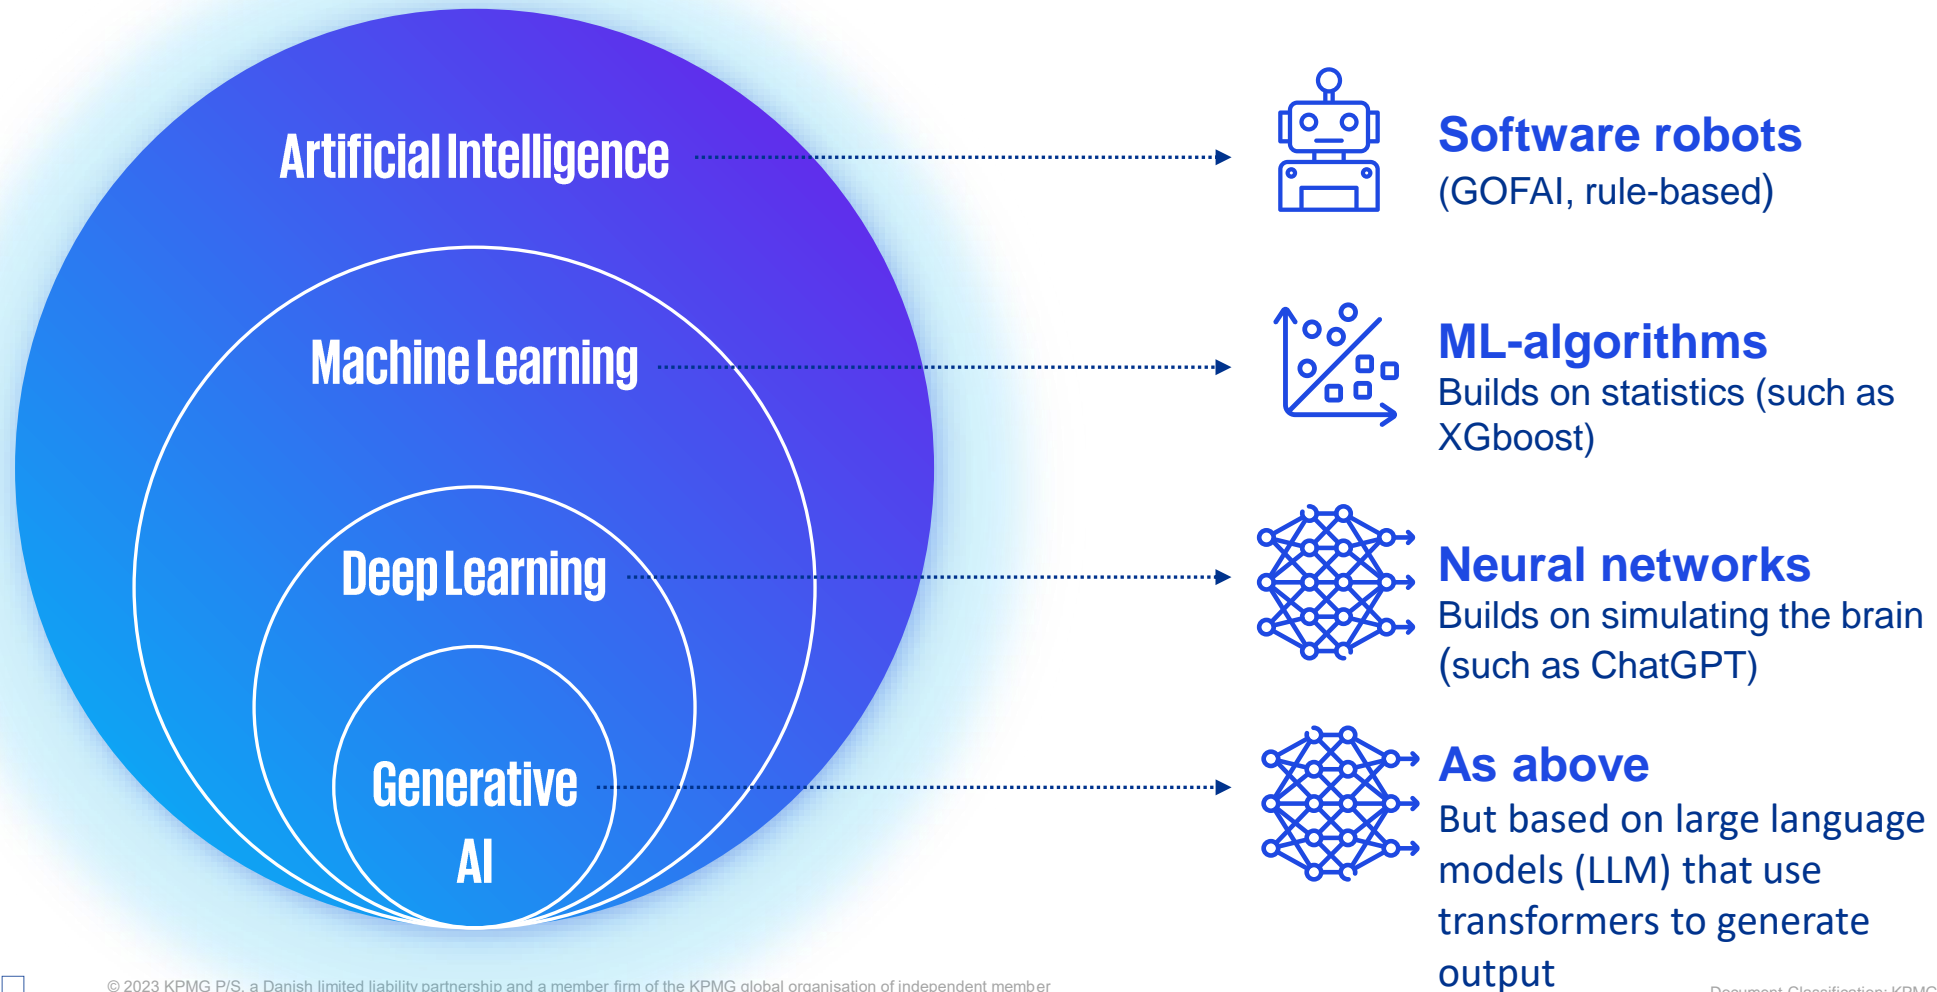 Artificial Intelligence
Software robots
(GOFAI, rule-based)
Machine Learning
ML-algorithms
Builds on statistics (such as
XGboost)
Deep Learning
Neural networks
Builds on simulating the brain
(such as ChatGPT)
Generative
AI
As above
But based on large language
models (LLM) that use
transformers to generate
output
© 2023 KPMG P/S, a Danish limited liability partnership and a member firm of the KPMG global organisation of independent member
Document Classification: KPMG